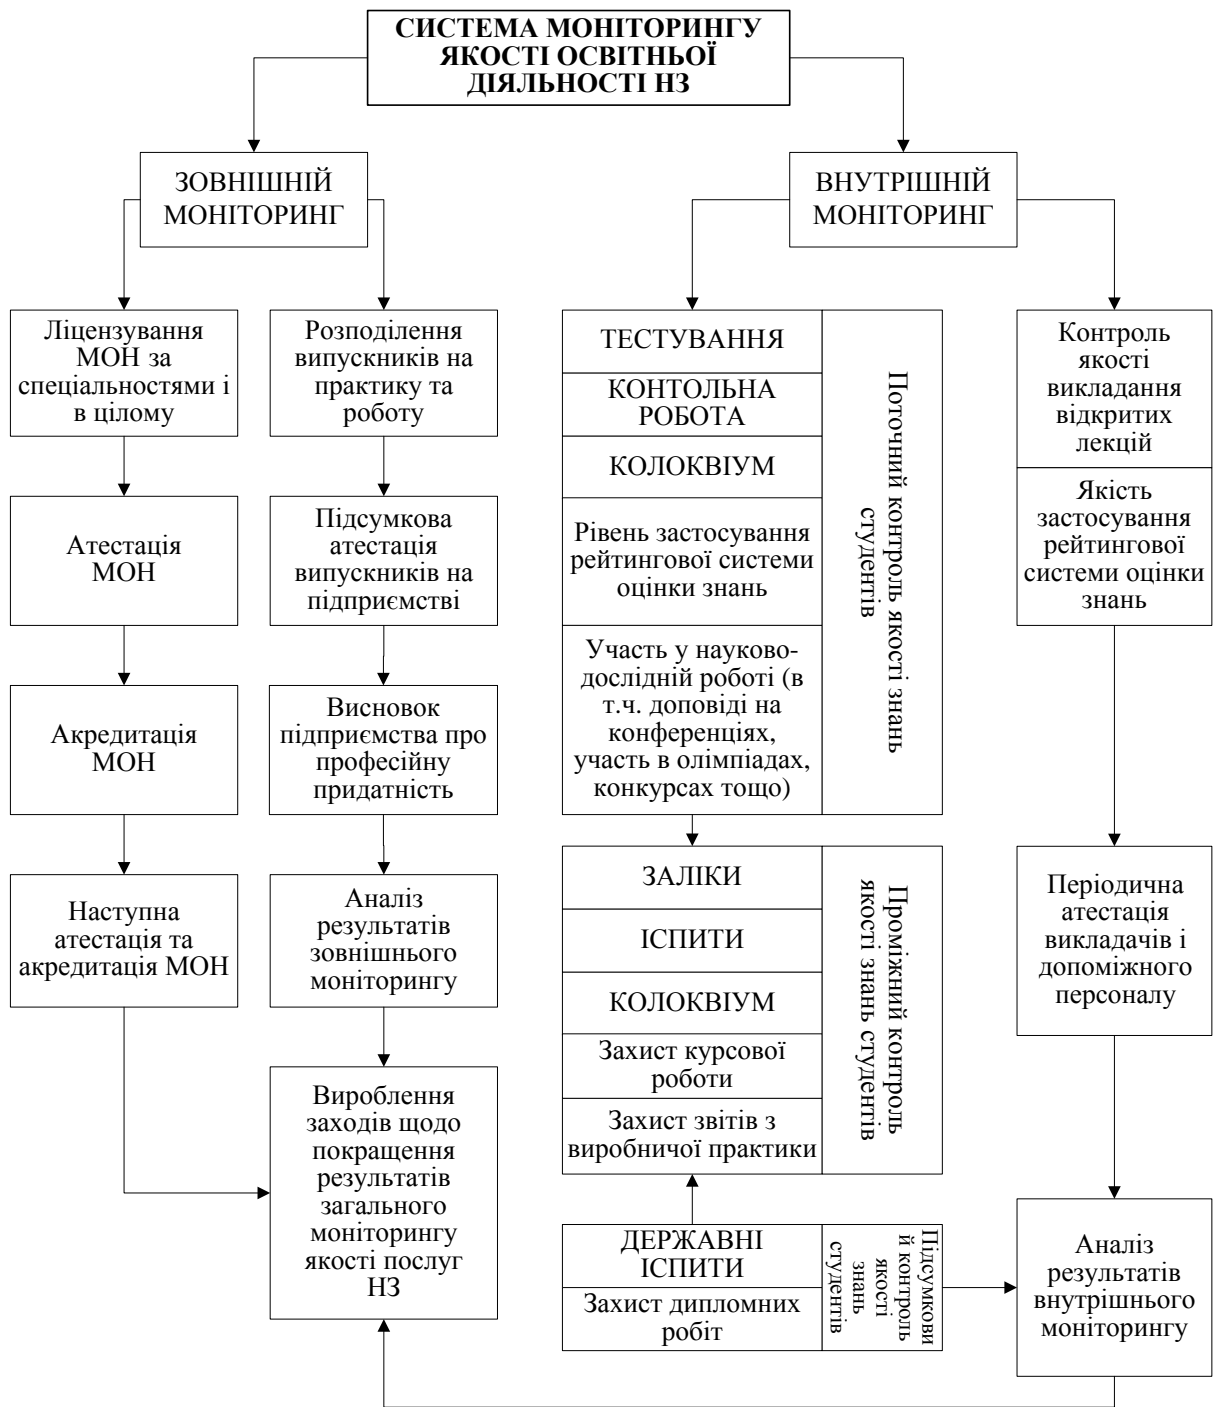 СИСТЕМА МОНІТОРИНГУ
ЯКОСТІ ОСВІТНЬОЇ
ДІЯЛЬНОСТІ НЗ
ЗОВНІШНІЙ
МОНІТОРИНГ
ВНУТРІШНІЙ
МОНІТОРИНГ
Ліцензування
МОН за
спеціальностями і
в цілому
Атестація
МОН
Акредитація
МОН
Наступна
атестація та
акредитація МОН
Розподілення
випускників на
практику та
роботу
Підсумкова
атестація
випускників на
підприємстві
Висновок
підприємства про
професійну
придатність
Аналіз
результатів
зовнішнього
моніторингу
Вироблення
заходів щодо
покращення
результатів
загального
моніторингу
якості послуг
НЗ
ТЕСТУВАННЯ
КОНТОЛЬНА
РОБОТА
КОЛОКВІУМ
Рівень застосування
рейтингової системи
оцінки знань
Участь у науково-
дослідній роботі (в
т.ч. доповіді на
конференціях,
участь в олімпіадах,
конкурсах тощо)
Поточний контроль якості знань
студентів
ЗАЛІКИ
ІСПИТИ
КОЛОКВІУМ
Захист курсової
роботи
Захист звітів з
виробничої практики
Проміжний контроль
якості знань студентів
ДЕРЖАВНІ
ІСПИТИ
Захист дипломних
робіт
Підсумкови
й контроль
якості
знань
студентів
Контроль
якості
викладання
відкритих
лекцій
Якість
застосування
рейтингової
системи оцінки
знань
Періодична
атестація
викладачів і
допоміжного
персоналу
Аналіз
результатів
внутрішнього
моніторингу